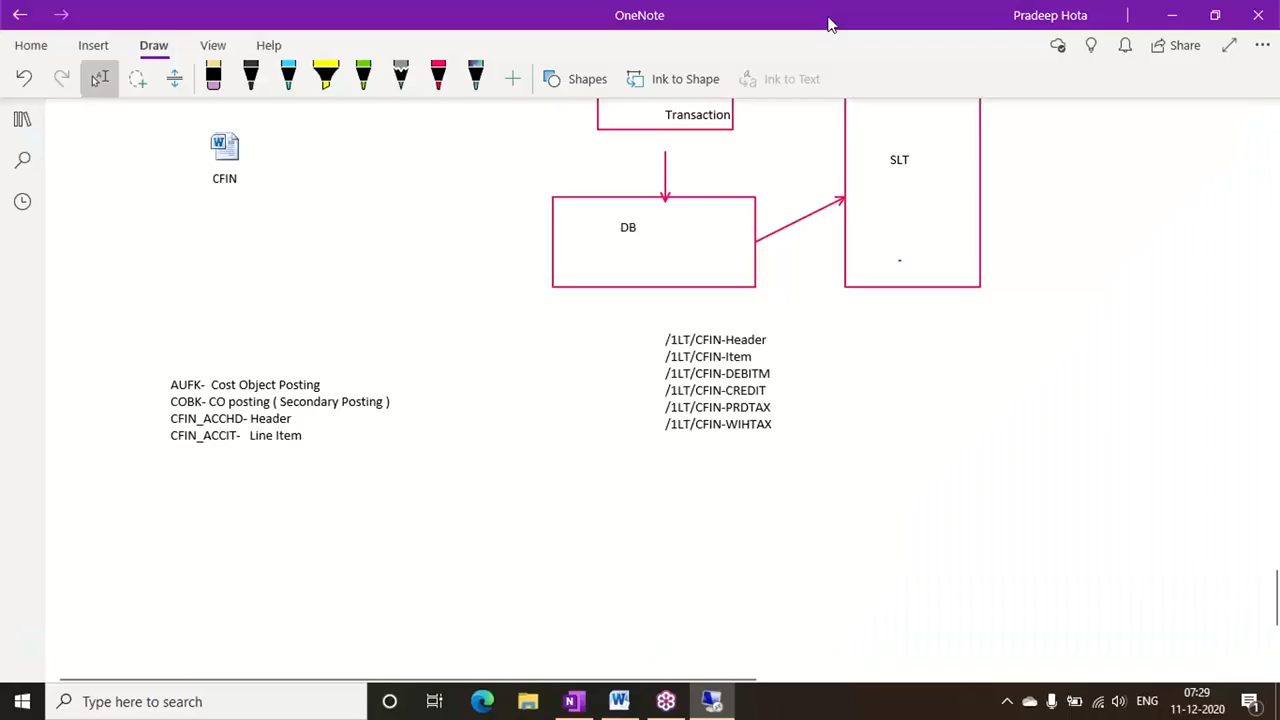 OneNote
Pradeep Hota
Home
Insert
Draw
View
Help
Share
Shapes
Ink to Shape
Ink to Text
Transaction
CFIN
SLT
DB
-
/1LT/CFIN-Header
/1LT/CFIN-Item
/1LT/CFIN-DEBITM
/1LT/CFIN-CREDIT
/1LT/CFIN-PRDTAX
/1LT/CFIN-WIHTAX
AUFK-  Cost Object Posting
COBK- CO posting ( Secondary Posting )
CFIN_ACCHD- Header
CFIN_ACCIT-   Line Item
Type here to search
ENG
07:29
11-12-2020